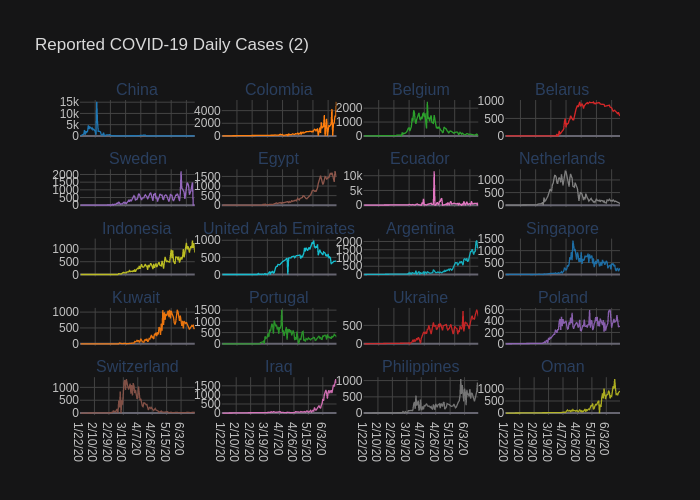 Reported COVID-19 Daily Cases (2)
China Colombia Belgium Belarus
15k 10k 5k 0 4000 2000 0 2000 1000 0 1000 500 0
Sweden Egypt Ecuador Netherlands
2000 1500 1000 500 0 1500 1000 500 0 10k 5k 0 1000 500 0
Indonesia United Arab Emirates Argentina Singapore
1000 500 0 1000 500 0 2000 1500 1000 500 0 1500 1000 500 0
Kuwait Portugal Ukraine Poland
1000 500 0 1500 1000 500 0 500 0 600 400 200 0
Switzerland Iraq Philippines Oman
1000 500 0 1500 1000 500 0 1000 500 0 1000 500 0
1/22/20 2/10/20 2/29/20 3/19/20 4/7/20 4/26/20 5/15/20 6/3/20 1/22/20 2/10/20 2/29/20 3/19/20 4/7/20 4/26/20 5/15/20 6/3/20 1/22/20 2/10/20 2/29/20 3/19/20 4/7/20 4/26/20 5/15/20 6/3/20 1/22/20 2/10/20 2/29/20 3/19/20 4/7/20 4/26/20 5/15/20 6/3/20